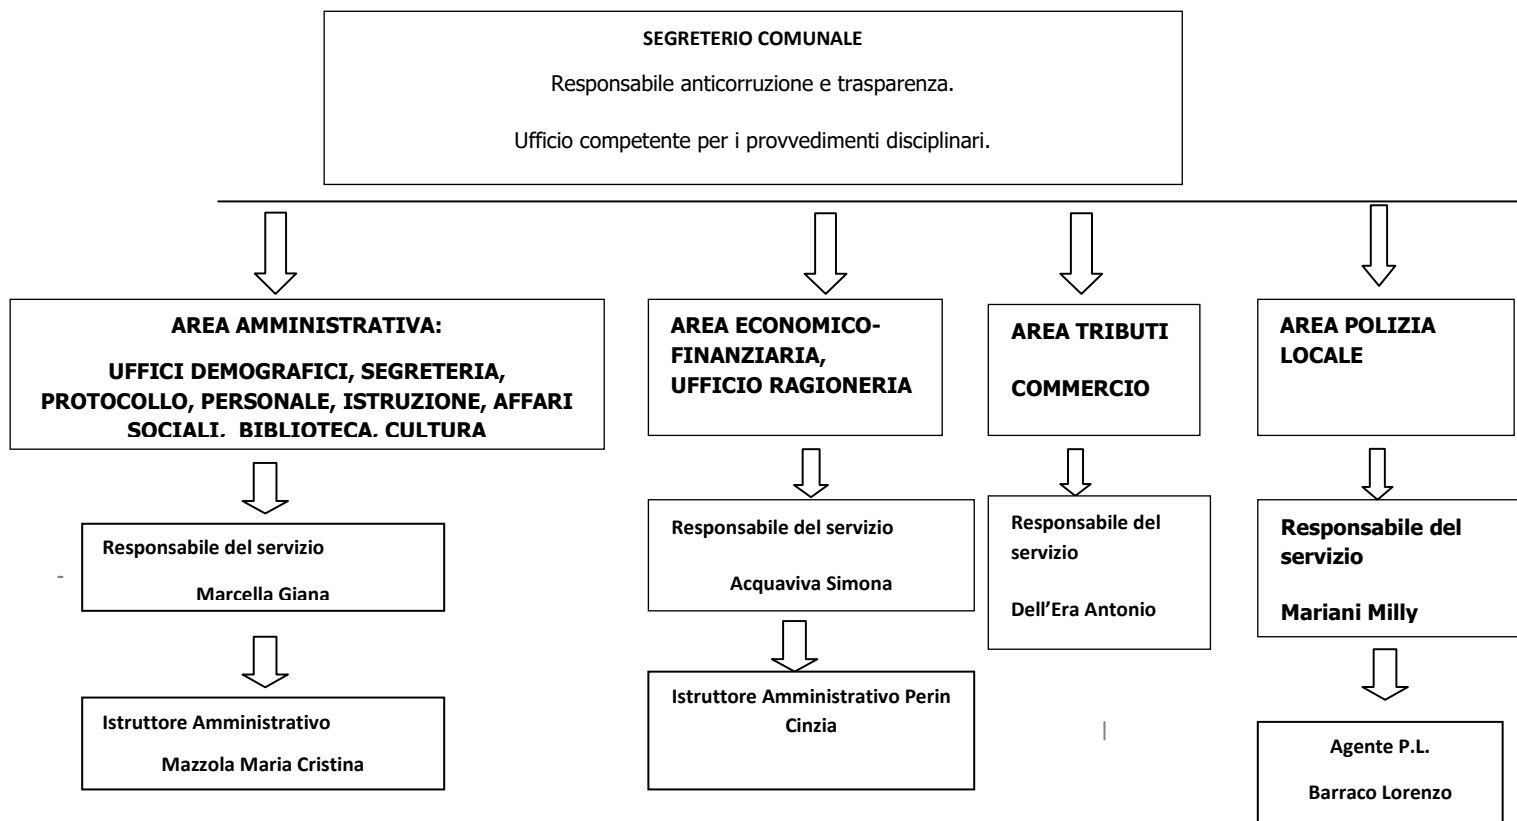 SEGRETERIO COMUNALE
Responsabile anticorruzione e trasparenza.
Ufficio competente per i provvedimenti disciplinari.
AREA AMMINISTRATIVA:
UFFICI DEMOGRAFICI, SEGRETERIA,
PROTOCOLLO, PERSONALE, ISTRUZIONE, AFFARI
SOCIALI, BIBLIOTECA, CULTURA
AREA ECONOMICO-
FINANZIARIA,
UFFICIO RAGIONERIA
AREA TRIBUTI
COMMERCIO
AREA POLIZIA
LOCALE
Responsabile del servizio
Marcella Giana
Responsabile del servizio
Acquaviva Simona
Responsabile del
servizio
Dell’Era Antonio
Responsabile del
servizio
Mariani Milly
Istruttore Amministrativo
Mazzola Maria Cristina
Istruttore Amministrativo Perin
Cinzia
Agente P.L.
Barraco Lorenzo